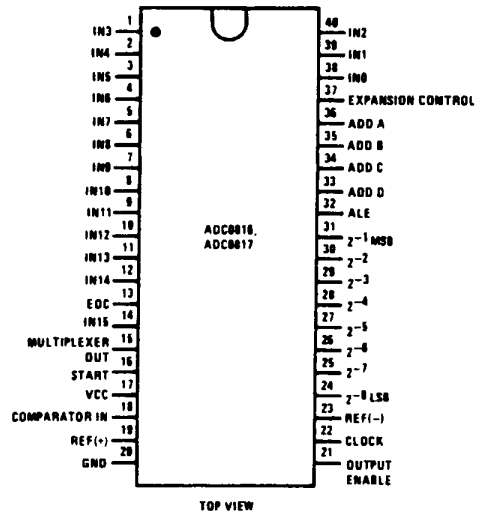 1 40
IN3 IN2
2 39
IN4 IN1
3 38
IN5 IN0
4 37
IN6 EXPANSION CONTROL
5 36
IN7 ADD A
6 35
IN8 ADD B
7 34
IN9 ADD C
8 33
IN10 ADD D
9 32
IN11 ALE
10 31
IN12 2-1 MSB
11 30
IN13 2-2
12 29
IN14 2-3
13 28
EOC 2-4
14 27
IN15 2-5
15 26
MULTIPLEXER OUT 2-6
16 25
START 2-7
17 24
VCC 2-8 LSB
18 23
COMPARATOR IN REF(-)
19 22
REF(+) CLOCK
20 21
GND OUTPUT ENABLE
ADC0816,
ADC0817
TOP VIEW